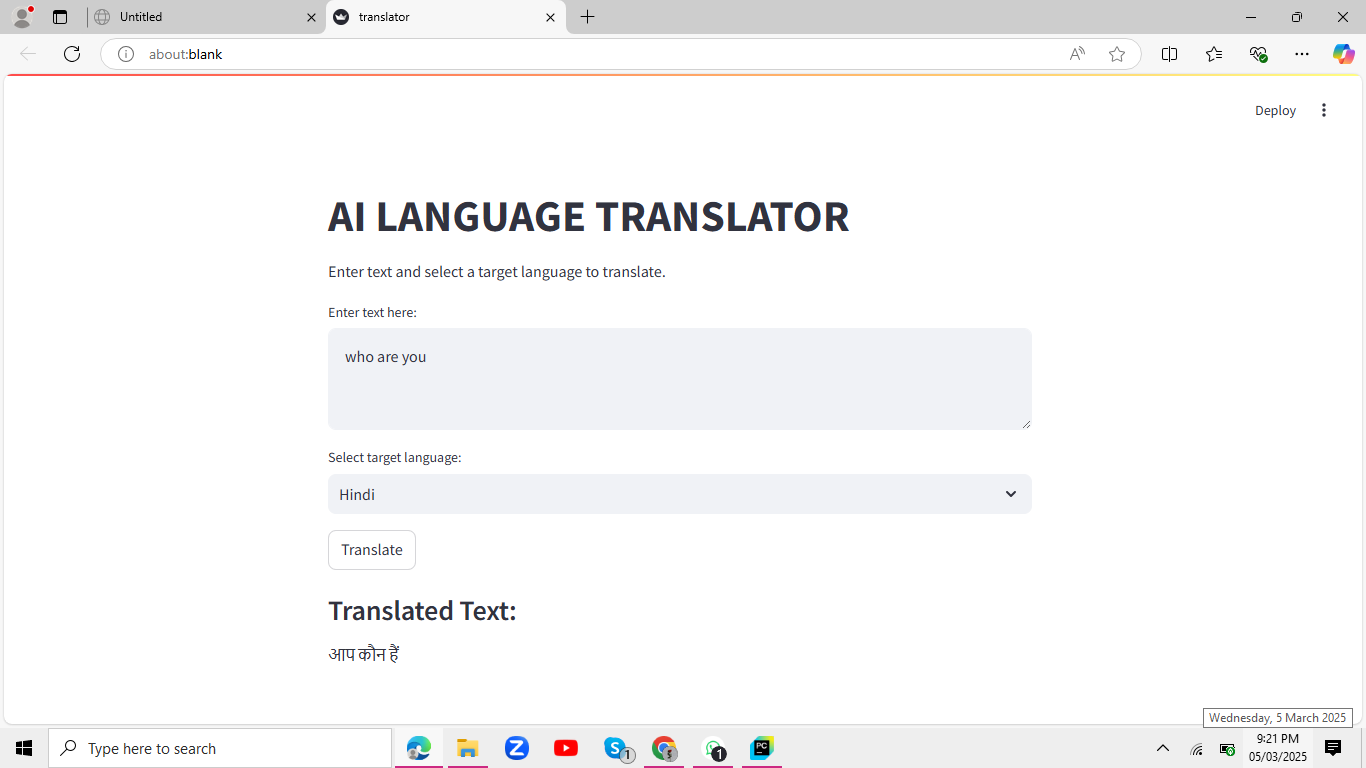 Untitled
translator
about:blank
Deploy
AI LANGUAGE TRANSLATOR
Enter text and select a target language to translate.
Enter text here:
who are you
Select target language:
Hindi
Translate
Translated Text:
आप कौन हैं
Wednesday, 5 March 2025
Type here to search
1
1
PC
9:21 PM
05/03/2025